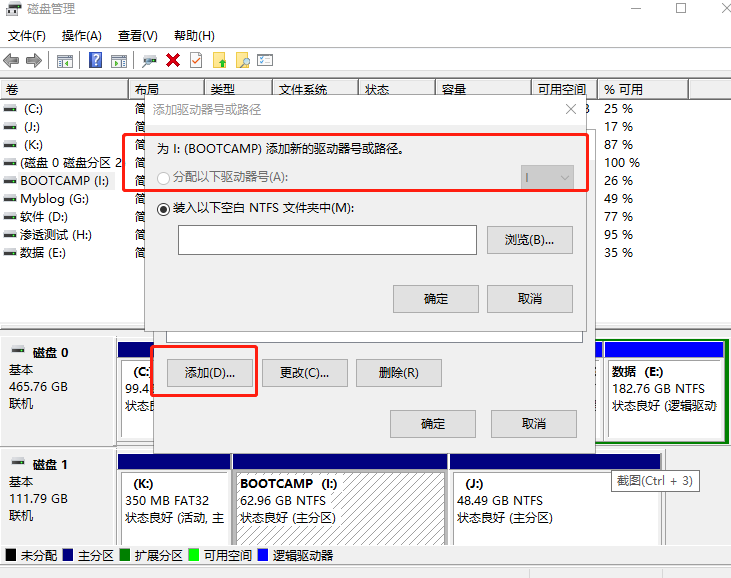 磁盘管理
文件(F) 操作(A) 查看(V) 帮助(H)
卷 布局 类型 文件系统 状态 容量 可用空间 % 可用
(C:) 简 3 25 %
(J:) 简 17 %
(K:) 简 87 %
(磁盘 0 磁盘分区 2 简 100 %
BOOTCAMP (I:) 简 26 %
Myblog (G:) 简 49 %
软件 (D:) 简 77 %
渗透测试 (H:) 简 95 %
数据 (E:) 简 35 %
添加驱动器号或路径
为 I: (BOOTCAMP) 添加新的驱动器号或路径。
分配以下驱动器号(A): I
装入以下空白 NTFS 文件夹中(M):
浏览(B)...
确定 取消
添加(D)... 更改(C)... 删除(R)
确定 取消
磁盘 0
基本
465.76 GB
联机
(C:
99.4
状态良
数据 (E:)
182.76 GB NTFS
状态良好 (逻辑驱动
磁盘 1
基本
111.79 GB
联机
(K:)
350 MB FAT32
状态良好 (活动, 主
BOOTCAMP (I:)
62.96 GB NTFS
状态良好 (主分区)
(J:)
48.49 GB NTFS
状态良好 (主分区)
截图(Ctrl + 3)
未分配 主分区 扩展分区 可用空间 逻辑驱动器